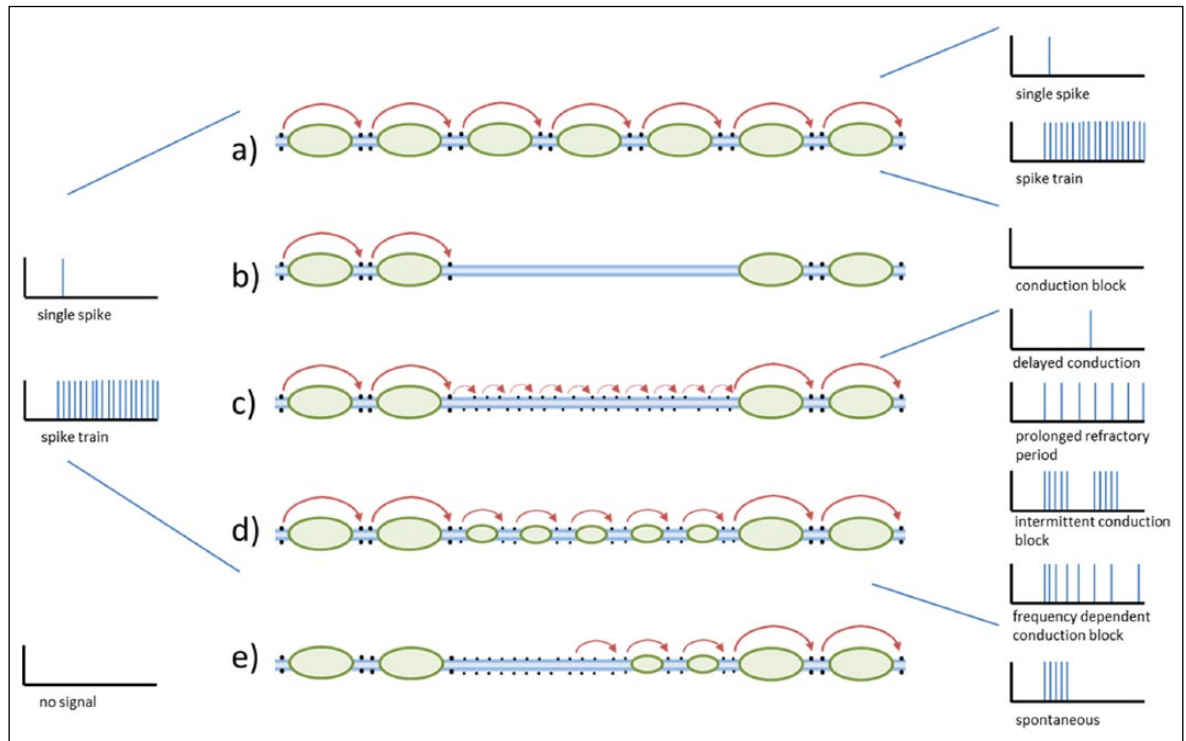 single spike
a)
spike train
b)
conduction block
single spike
delayed conduction
c)
spike train
prolonged refractory
period
d)
intermittent conduction
block
frequency dependent
conduction block
e)
no signal
spontaneous